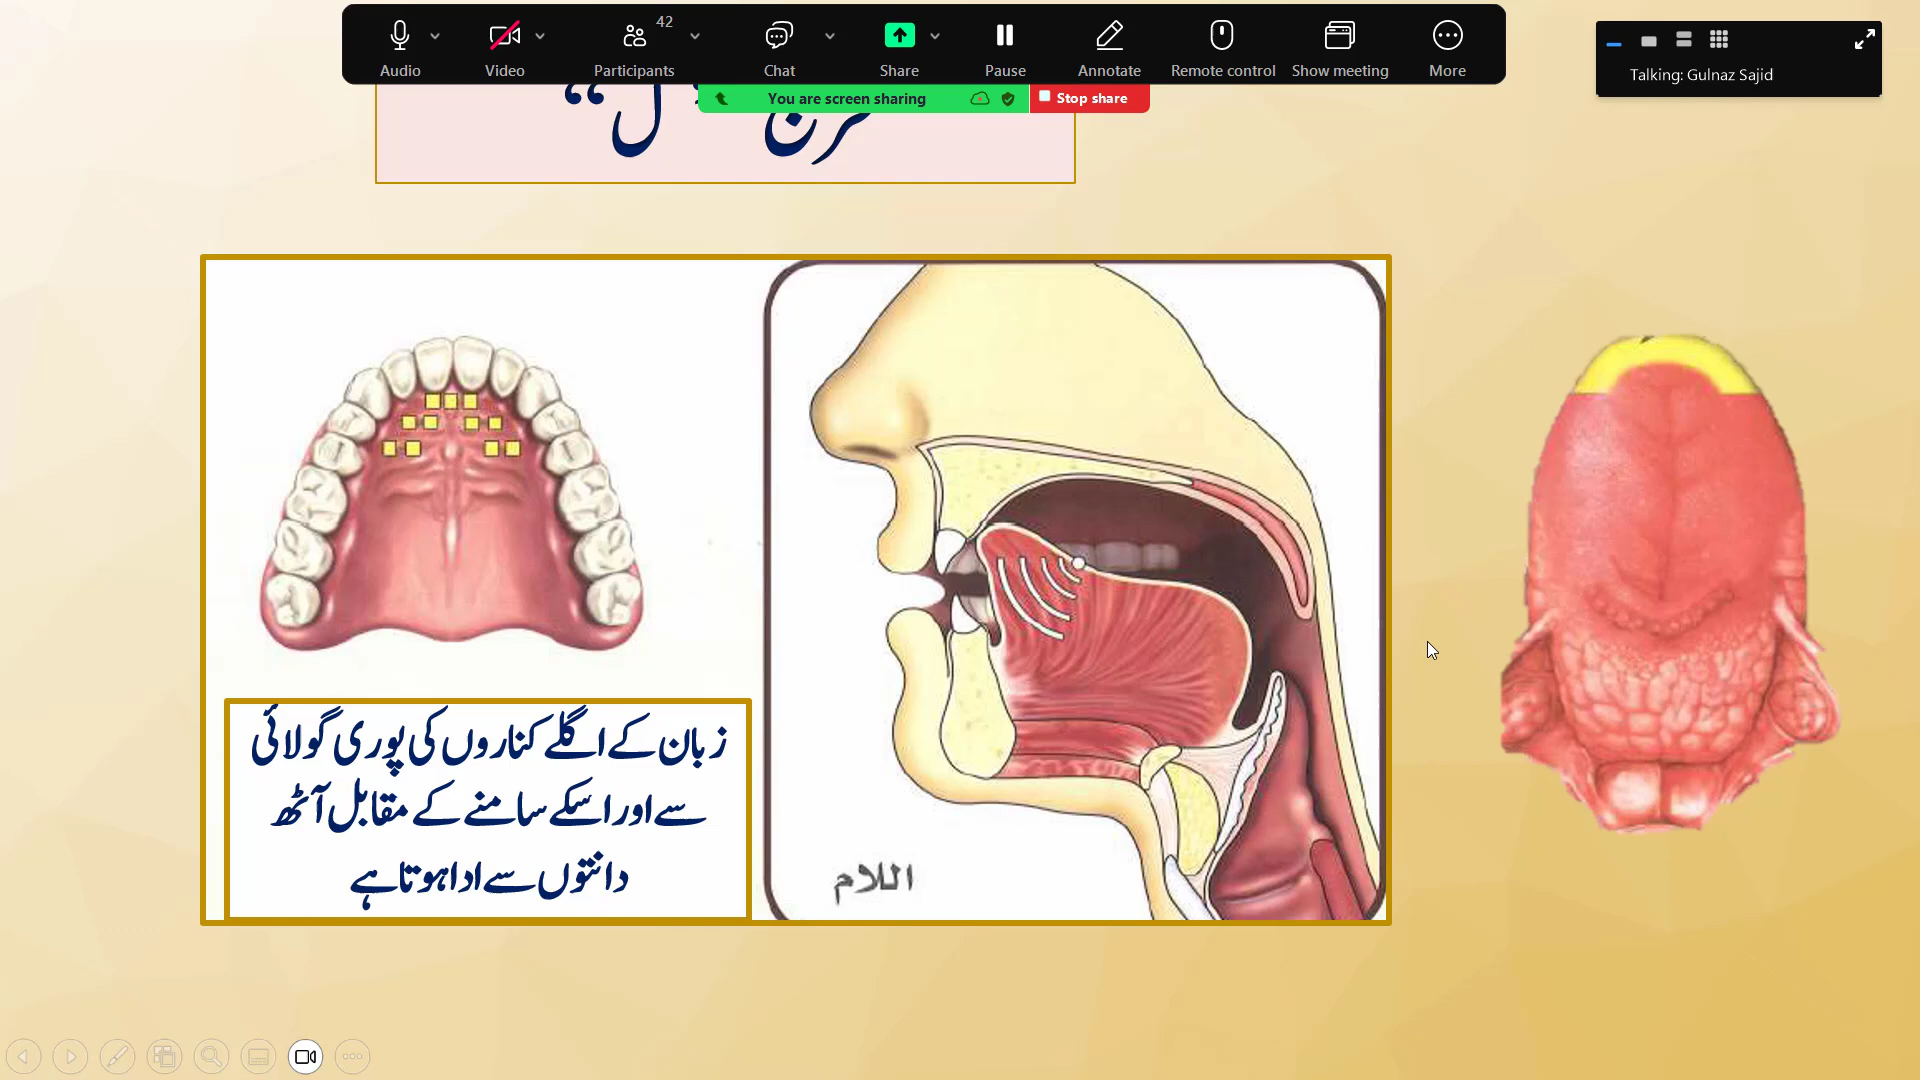 42
Audio
Video
Participants
Chat
Share
Pause
Annotate
Remote control
Show meeting
More
Talking: Gulnaz Sajid
You are screen sharing
Stop share
زبان کے اگلے کناروں کی پوری گولائی
سے اور اسکے سامنے کے مقابل آٹھ
دانتوں سے ادا ہوتا ہے
اللام